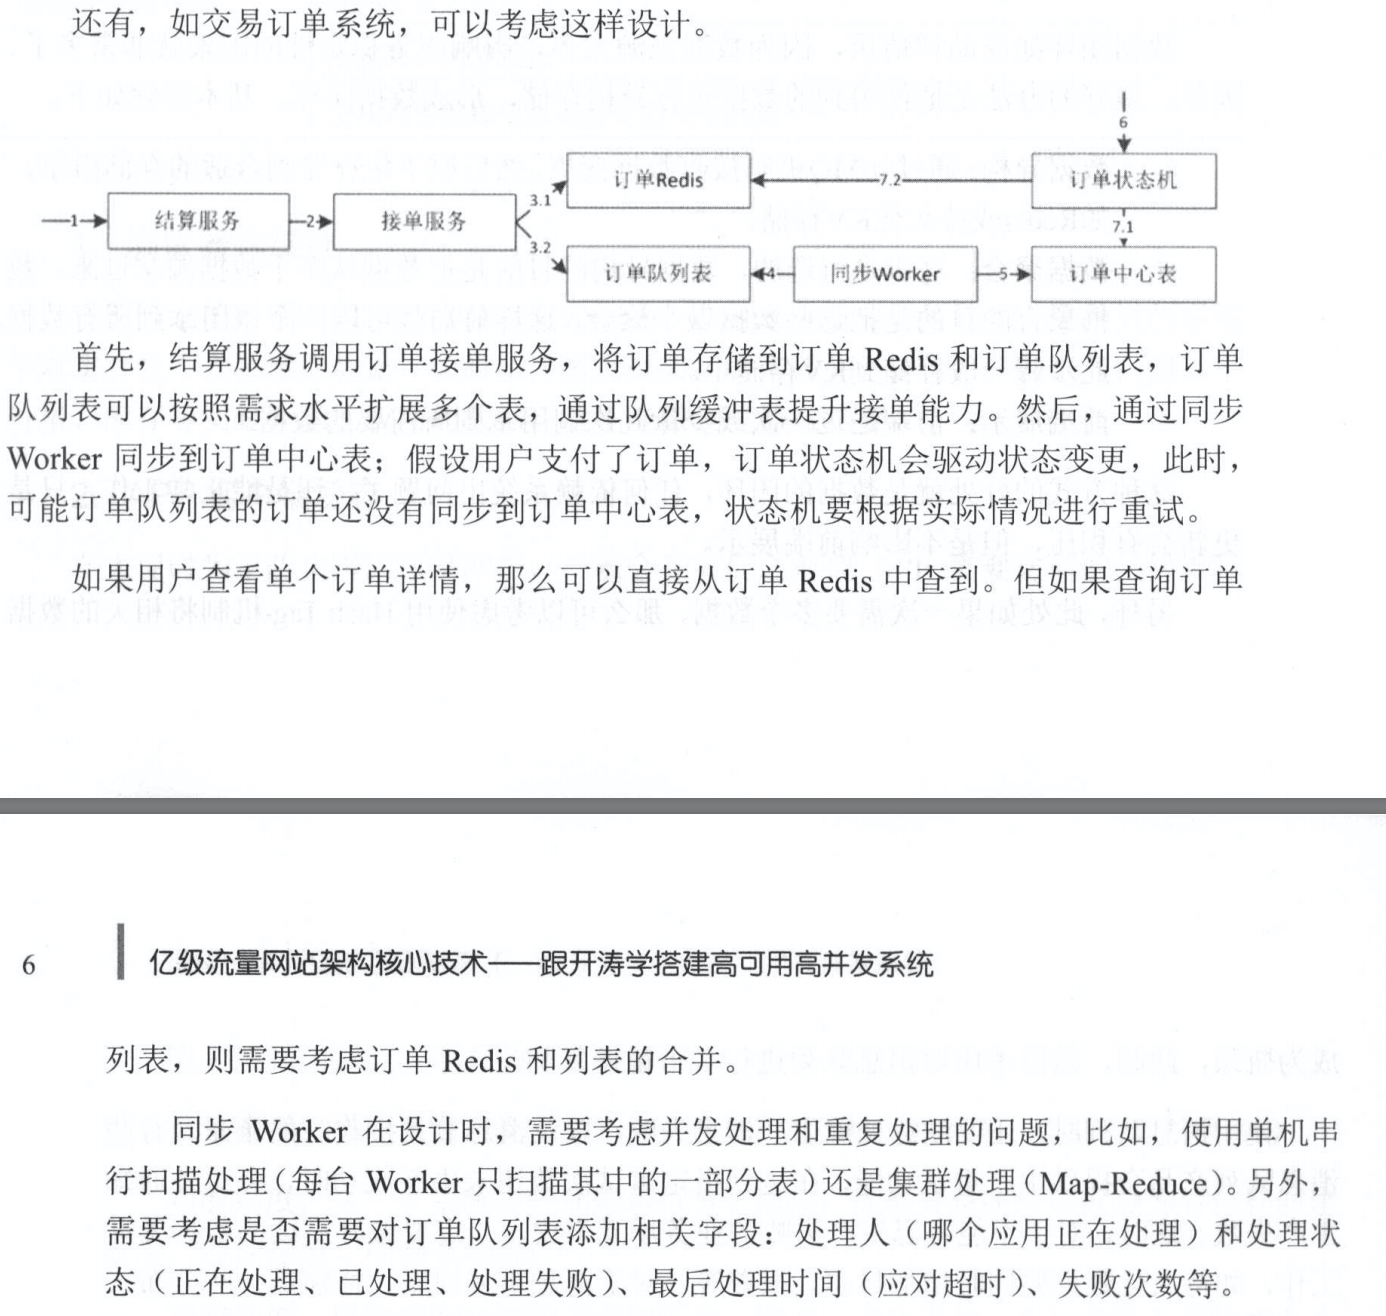 还有，如交易订单系统，可以考虑这样设计。
6
订单Redis
7.2
订单状态机
1
结算服务
2
接单服务
3.1
3.2
7.1
订单队列表
4
同步Worker
5
订单中心表
首先，结算服务调用订单接单服务，将订单存储到订单 Redis 和订单队列表，订单
队列表可以按照需求水平扩展多个表，通过队列缓冲表提升接单能力。然后，通过同步
Worker 同步到订单中心表；假设用户支付了订单，订单状态机会驱动状态变更，此时，
可能订单队列表的订单还没有同步到订单中心表，状态机要根据实际情况进行重试。
如果用户查看单个订单详情，那么可以直接从订单 Redis 中查到。但如果查询订单
6
亿级流量网站架构核心技术——跟开涛学搭建高可用高并发系统
列表，则需要考虑订单 Redis 和列表的合并。
同步 Worker 在设计时，需要考虑并发处理和重复处理的问题，比如，使用单机串
行扫描处理（每台 Worker 只扫描其中的一部分表）还是集群处理（Map-Reduce）。另外，
需要考虑是否需要对订单队列表添加相关字段：处理人（哪个应用正在处理）和处理状
态（正在处理、已处理、处理失败）、最后处理时间（应对超时）、失败次数等。